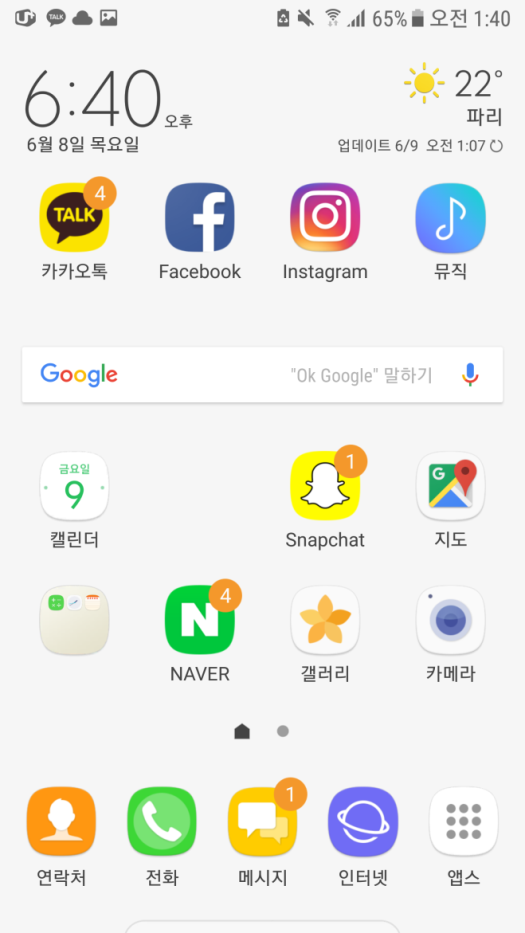 U+ TALK 65% 오전 1:40
6:40 오후
22°
파리
6월 8일 목요일
업데이트 6/9 오전 1:07
4
TALK
카카오톡 Facebook Instagram 뮤직
Google "Ok Google" 말하기
금요일
9
1
G
캘린더 Snapchat 지도
4
N
NAVER 갤러리 카메라
1
연락처 전화 메시지 인터넷 앱스